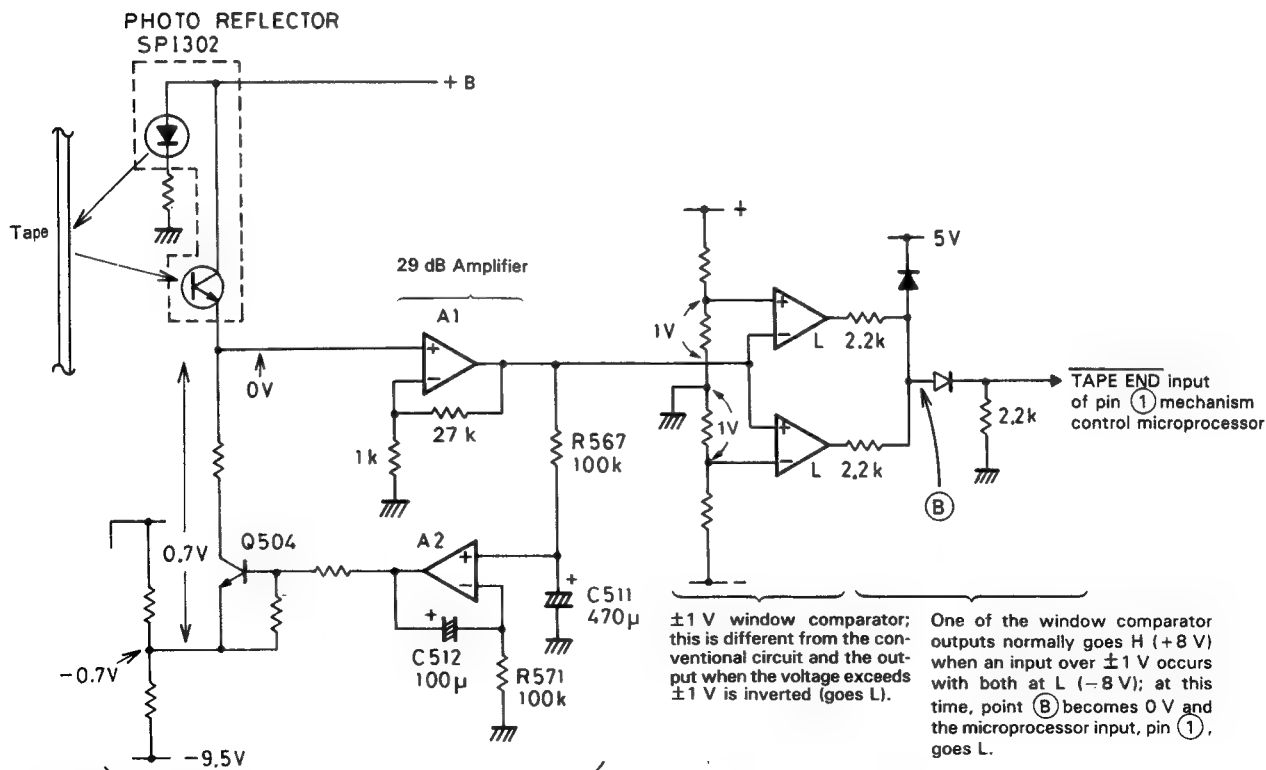 PHOTO REFLECTOR
SP1302
+ B
Tape
29 dB Amplifier
A1
+
−
0V
27 k
1k
R567
100k
0.7V
Q504
A2
+
−
+
C511
470μ
+
C512
100μ
R571
100k
−0.7V
−9.5V
+
1V
1V
−
+
−
L
2.2k
+
−
L
2.2k
5V
B
2.2k
TAPE END input
of pin ① mechanism
control microprocessor
±1 V window comparator;
this is different from the con-
ventional circuit and the out-
put when the voltage exceeds
±1 V is inverted (goes L).
One of the window comparator
outputs normally goes H (+8 V)
when an input over ±1 V occurs
with both at L (−8 V); at this
time, point Ⓑ becomes 0 V and
the microprocessor input, pin ①,
goes L.